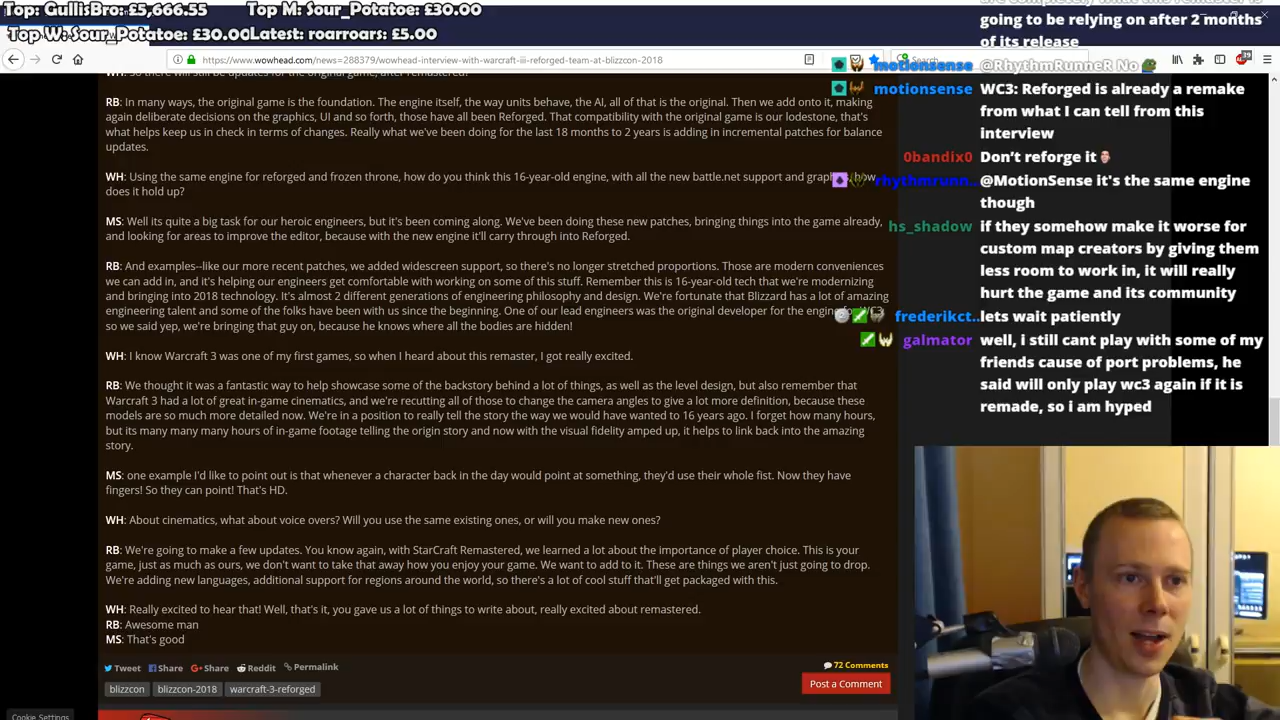 Top: GullisBro: £5,666.55
Top M: Sour_Potatoe: £30.00
Top W: Sour_Potatoe: £30.00
Latest: roarroars: £5.00
https://www.wowhead.com/news=288379/wowhead-interview-with-warcraft-iii-reforged-team-at-blizzcon-2018
Search
WH: So there will still be updates for the original game, after remastered?
RB: In many ways, the original game is the foundation. The engine itself, the way units behave, the AI, all of that is the original. Then we add onto it, making
again deliberate decisions on the graphics, UI and so forth, those have all been Reforged. That compatibility with the original game is our lodestone, that's
what helps keep us in check in terms of changes. Really what we've been doing for the last 18 months to 2 years is adding in incremental patches for balance
updates.
WH: Using the same engine for reforged and frozen throne, how do you think this 16-year-old engine, with all the new battle.net support and how
does it hold up?
MS: Well its quite a big task for our heroic engineers, but it's been coming along. We've been doing these new patches, bringing things into the game already,
and looking for areas to improve the editor, because with the new engine it'll carry through into Reforged.
RB: And examples--like our more recent patches, we added widescreen support, so there's no longer stretched proportions. Those are modern conveniences
we can add in, and it's helping our engineers get comfortable with working on some of this stuff. Remember this is 16-year-old tech that we're modernizing
and bringing into 2018 technology. It's almost 2 different generations of engineering philosophy and design. We're fortunate that Blizzard has a lot of amazing
engineering talent and some of the folks have been with us since the beginning. One of our lead engineers was the original developer for the engine for WC3
so we said yep, we're bringing that guy on, because he knows where all the bodies are hidden!
WH: I know Warcraft 3 was one of my first games, so when I heard about this remaster, I got really excited.
RB: We thought it was a fantastic way to help showcase some of the backstory behind a lot of things, as well as the level design, but also remember that
Warcraft 3 had a lot of great in-game cinematics, and we're recutting all of those to change the camera angles to give a lot more definition, because these
models are so much more detailed now. We're in a position to really tell the story the way we would have wanted to 16 years ago. I forget how many hours,
but its many many many hours of in-game footage telling the origin story and now with the visual fidelity amped up, it helps to link back into the amazing
story.
MS: one example I'd like to point out is that whenever a character back in the day would point at something, they'd use their whole fist. Now they have
fingers! So they can point! That's HD.
WH: About cinematics, what about voice overs? Will you use the same existing ones, or will you make new ones?
RB: We're going to make a few updates. You know again, with StarCraft Remastered, we learned a lot about the importance of player choice. This is your
game, just as much as ours, we don't want to take that away how you enjoy your game. We want to add to it. These are things we aren't just going to drop.
We're adding new languages, additional support for regions around the world, so there's a lot of cool stuff that'll get packaged with this.
WH: Really excited to hear that! Well, that's it, you gave us a lot of things to write about, really excited about remastered.
RB: Awesome man
MS: That's good
Tweet Share Share Reddit Permalink
72 Comments
blizzcon blizzcon-2018 warcraft-3-reforged
Post a Comment
Cookie Settings
are completely what this remaster is
going to be relying on after 2 months
of its release
motionsense @RhythmRunneR No
motionsense WC3: Reforged is already a remake
from what I can tell from this
interview
0bandix0 Don't reforge it
rhythmrunn.. @MotionSense it's the same engine
though
hs_shadow if they somehow make it worse for
custom map creators by giving them
less room to work in, it will really
hurt the game and its community
frederikct.. lets wait patiently
galmator well, i still cant play with some of my
friends cause of port problems, he
said will only play wc3 again if it is
remade, so i am hyped